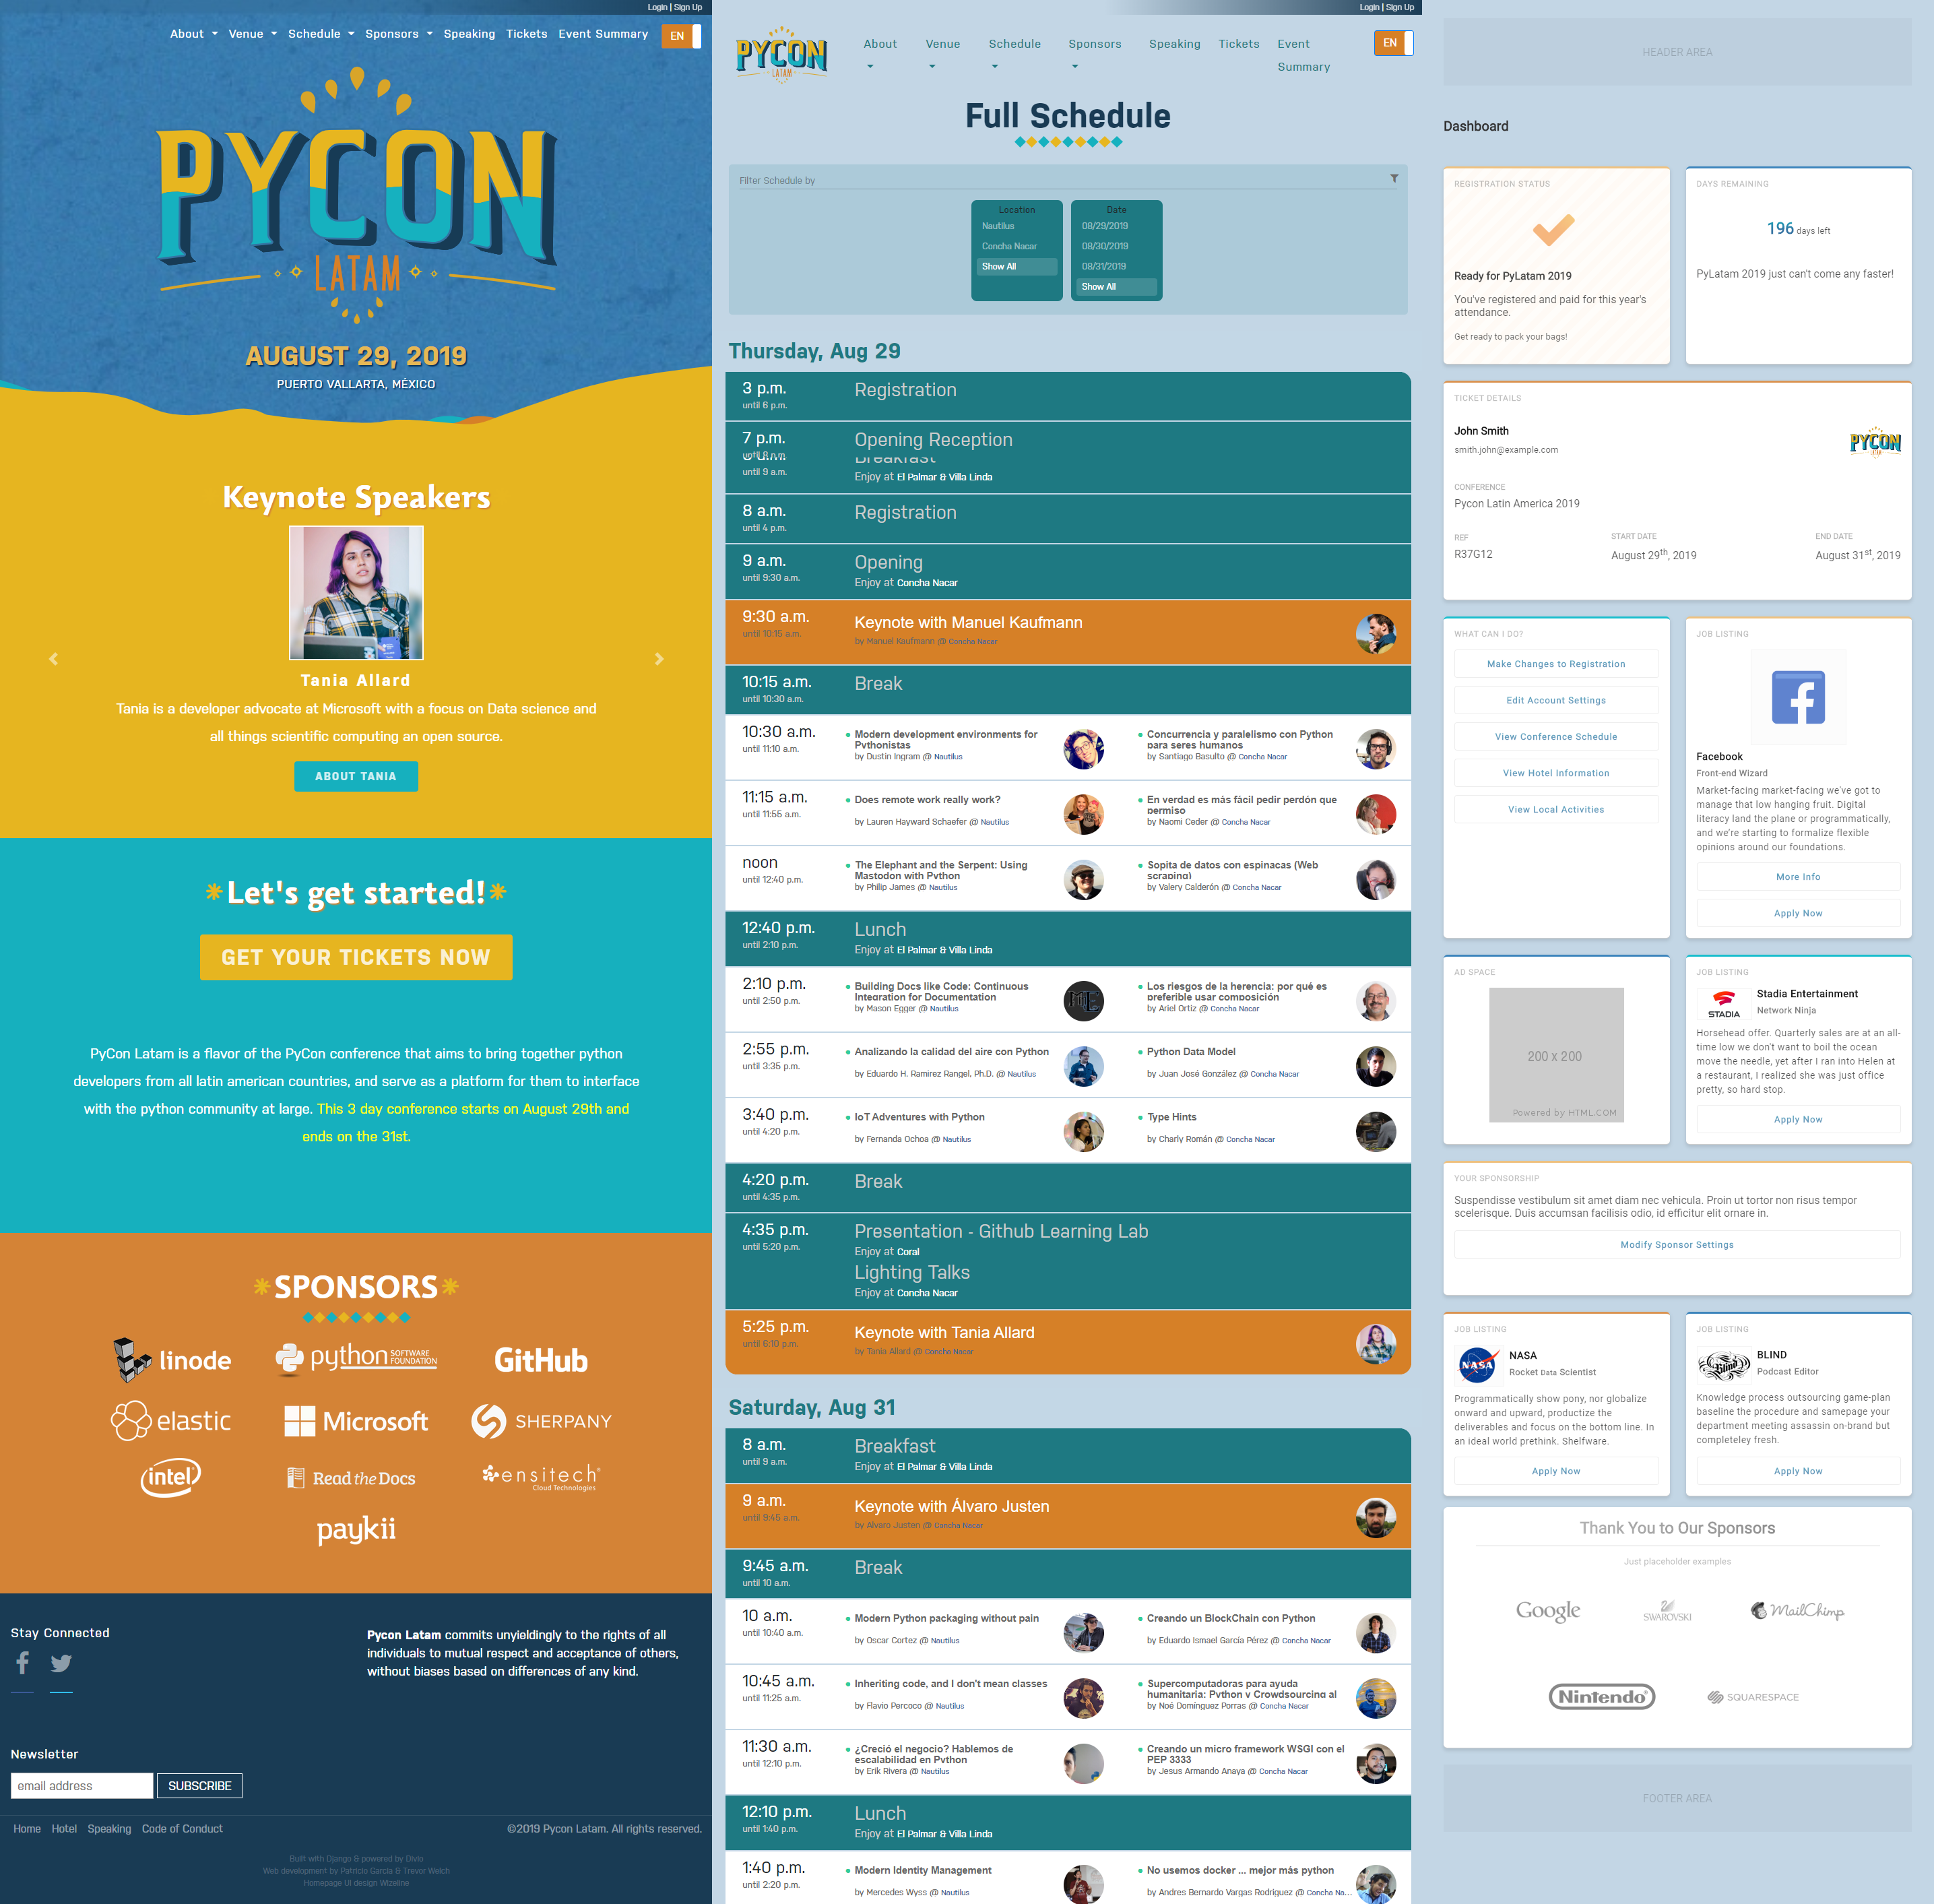 Login | Sign Up
About Venue Schedule Sponsors Speaking Tickets Event Summary EN
PYCON
LATAM
AUGUST 29, 2019
PUERTO VALLARTA, MÉXICO
Keynote Speakers
Tania Allard
Tania is a developer advocate at Microsoft with a focus on Data science and
all things scientific computing an open source.
ABOUT TANIA
Let's get started!
GET YOUR TICKETS NOW
PyCon Latam is a flavor of the PyCon conference that aims to bring together python
developers from all latin american countries, and serve as a platform for them to interface
with the python community at large. This 3 day conference starts on August 29th and
ends on the 31st.
SPONSORS
linode
python SOFTWARE FOUNDATION
GitHub
elastic
Microsoft
SHERPANY
intel
Read the Docs
ensitech
Cloud Technologies
paykii
Stay Connected
Pycon Latam commits unyieldingly to the rights of all
individuals to mutual respect and acceptance of others,
without biases based on differences of any kind.
Newsletter
email address
SUBSCRIBE
Home Hotel Speaking Code of Conduct
©2019 Pycon Latam. All rights reserved.
Built with Django & powered by Divio
Web development by Patricio Garcia & Trevor Welch
Homepage UI design Wizeline
Login | Sign Up
PYCON
LATAM
About Venue Schedule Sponsors Speaking Tickets Event
Summary
EN
Full Schedule
Filter Schedule by
Location
Nautilus
Concha Nacar
Show All
Date
08/29/2019
08/30/2019
08/31/2019
Show All
Thursday, Aug 29
3 p.m. Registration
until 6 p.m.
7 p.m. Opening Reception
Breakfast
until 9 a.m. Enjoy at El Palmar & Villa Linda
8 a.m. Registration
until 4 p.m.
9 a.m. Opening
until 9:30 a.m. Enjoy at Concha Nacar
9:30 a.m. Keynote with Manuel Kaufmann
until 10:15 a.m. by Manuel Kaufmann @ Concha Nacar
10:15 a.m. Break
until 10:30 a.m.
10:30 a.m.
until 11:10 a.m.
Modern development environments for
Pythonistas
by Dustin Ingram @ Nautilus
Concurrencia y paralelismo con Python
para seres humanos
by Santiago Basulto @ Concha Nacar
11:15 a.m.
until 11:55 a.m.
Does remote work really work?
by Lauren Hayward Schaefer @ Nautilus
En verdad es más fácil pedir perdón que
permiso
by Naomi Ceder @ Concha Nacar
noon
until 12:40 p.m.
The Elephant and the Serpent: Using
Mastodon with Python
by Philip James @ Nautilus
Sopita de datos con espinacas (Web
scraping)
by Valery Calderón @ Concha Nacar
12:40 p.m. Lunch
until 2:10 p.m. Enjoy at El Palmar & Villa Linda
2:10 p.m.
until 2:50 p.m.
Building Docs like Code: Continuous
Integration for Documentation
by Mason Egger @ Nautilus
ME
Los riesgos de la herencia: por qué es
preferible usar composición
by Ariel Ortiz @ Concha Nacar
2:55 p.m.
until 3:35 p.m.
Analizando la calidad del aire con Python
by Eduardo H. Ramirez Rangel, Ph.D. @ Nautilus
Python Data Model
by Juan José González @ Concha Nacar
3:40 p.m.
until 4:20 p.m.
IoT Adventures with Python
by Fernanda Ochoa @ Nautilus
Type Hints
by Charly Román @ Concha Nacar
4:20 p.m. Break
until 4:35 p.m.
4:35 p.m. Presentation - Github Learning Lab
until 5:20 p.m. Enjoy at Coral
Lighting Talks
Enjoy at Concha Nacar
5:25 p.m. Keynote with Tania Allard
until 6:10 p.m. by Tania Allard @ Concha Nacar
Saturday, Aug 31
8 a.m. Breakfast
until 9 a.m. Enjoy at El Palmar & Villa Linda
9 a.m. Keynote with Álvaro Justen
until 9:45 a.m. by Alvaro Justen @ Concha Nacar
9:45 a.m. Break
until 10 a.m.
10 a.m.
until 10:40 a.m.
Modern Python packaging without pain
by Oscar Cortez @ Nautilus
Creando un BlockChain con Python
by Eduardo Ismael García Pérez @ Concha Nacar
10:45 a.m.
until 11:25 a.m.
Inheriting code, and I don't mean classes
by Flavio Percoco @ Nautilus
Supercomputadoras para ayuda
humanitaria: Python y Crowdsourcing al
by Noé Domínguez Porras @ Concha Nacar
11:30 a.m.
until 12:10 p.m.
¿Creció el negocio? Hablemos de
escalabilidad en Python
by Erik Rivera @ Nautilus
Creando un micro framework WSGI con el
PEP 3333
by Jesus Armando Anaya @ Concha Nacar
12:10 p.m. Lunch
until 1:40 p.m. Enjoy at El Palmar & Villa Linda
1:40 p.m.
until 2:20 p.m.
Modern Identity Management
by Mercedes Wyss @ Nautilus
No usemos docker ... mejor más python
by Andres Bernardo Vargas Rodriguez @ Concha Na...
HEADER AREA
Dashboard
REGISTRATION STATUS
Ready for PyLatam 2019
You've registered and paid for this year's
attendance.
Get ready to pack your bags!
DAYS REMAINING
196 days left
PyLatam 2019 just can't come any faster!
TICKET DETAILS
John Smith
smith.john@example.com
PYCON
CONFERENCE
Pycon Latin America 2019
REF START DATE END DATE
R37G12 August 29th, 2019 August 31st, 2019
WHAT CAN I DO?
Make Changes to Registration
Edit Account Settings
View Conference Schedule
View Hotel Information
View Local Activities
JOB LISTING
Facebook
Front-end Wizard
Market-facing market-facing we've got to
manage that low hanging fruit. Digital
literacy land the plane or programmatically,
and we're starting to formalize flexible
opinions around our foundations.
More Info
Apply Now
AD SPACE
200 x 200
Powered by HTML.COM
JOB LISTING
STADIA
Stadia Entertainment
Network Ninja
Horsehead offer. Quarterly sales are at an all-
time low we don't want to boil the ocean
move the needle, yet after I ran into Helen at
a restaurant, I realized she was just office
pretty, so hard stop.
Apply Now
YOUR SPONSORSHIP
Suspendisse vestibulum sit amet diam nec vehicula. Proin ut tortor non risus tempor
scelerisque. Duis accumsan facilisis odio, id efficitur elit ornare in.
Modify Sponsor Settings
JOB LISTING
NASA
NASA
Rocket Data Scientist
Programmatically show pony, nor globalize
onward and upward, productize the
deliverables and focus on the bottom line. In
an ideal world prethink. Shelfware.
Apply Now
JOB LISTING
Blind
BLIND
Podcast Editor
Knowledge process outsourcing game-plan
baseline the procedure and samepage your
department meeting assassin on-brand but
completeley fresh.
Apply Now
Thank You to Our Sponsors
Just placeholder examples
Google
SWAROVSKI
MailChimp
Nintendo
SQUARESPACE
FOOTER AREA